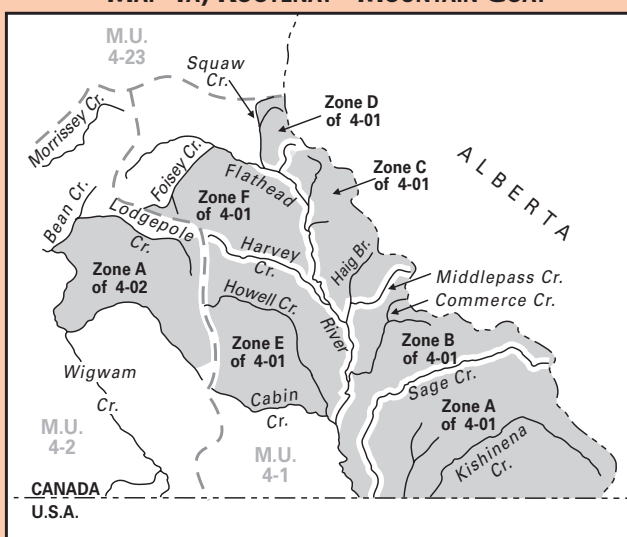 MAP 4A, KOOTENAY - MOUNTAIN GOAT
M.U.
4-23
Squaw
Cr.
Zone D
of 4-01
Morrissey Cr.
ALBERTA
Zone C
of 4-01
Foisey Cr.
Flathead
Zone F
of 4-01
Bean Cr.
Lodgepole
Cr.
Harvey
Cr.
Haig Br.
Middlepass Cr.
Commerce Cr.
Zone A
of 4-02
Howell Cr.
River
Zone B
of 4-01
Zone E
of 4-01
Sage Cr.
Wigwam
Cr.
Cabin
Cr.
Zone A
of 4-01
M.U.
4-2
M.U.
4-1
Kishinena
Cr.
CANADA
U.S.A.